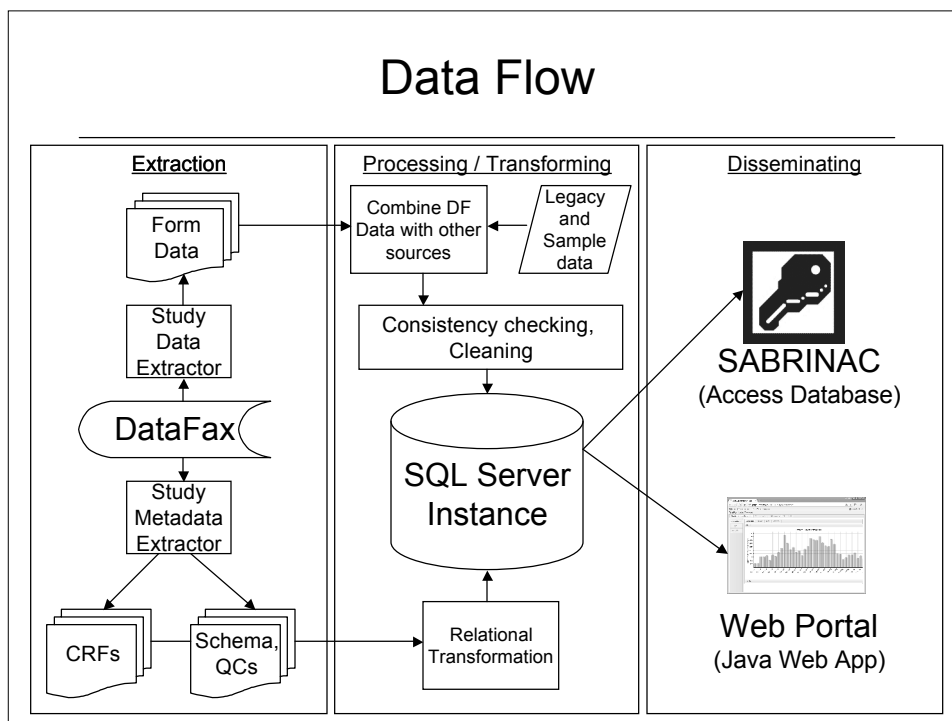 Data Flow
Extraction
Form
Data
Study
Data
Extractor
DataFax
Study
Metadata
Extractor
CRFs
Schema,
QCs
Processing / Transforming
Combine DF
Data with other
sources
Legacy
and
Sample
data
Consistency checking,
Cleaning
SQL Server
Instance
Relational
Transformation
Disseminating
SABRINAC
(Access Database)
Web Portal
(Java Web App)